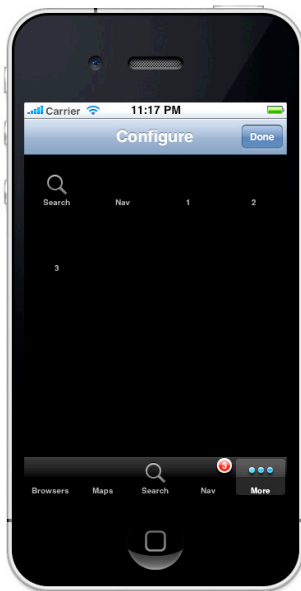 Carrier 11:17 PM
Configure Done
Search Nav 1 2
3
3
Browsers Maps Search Nav More